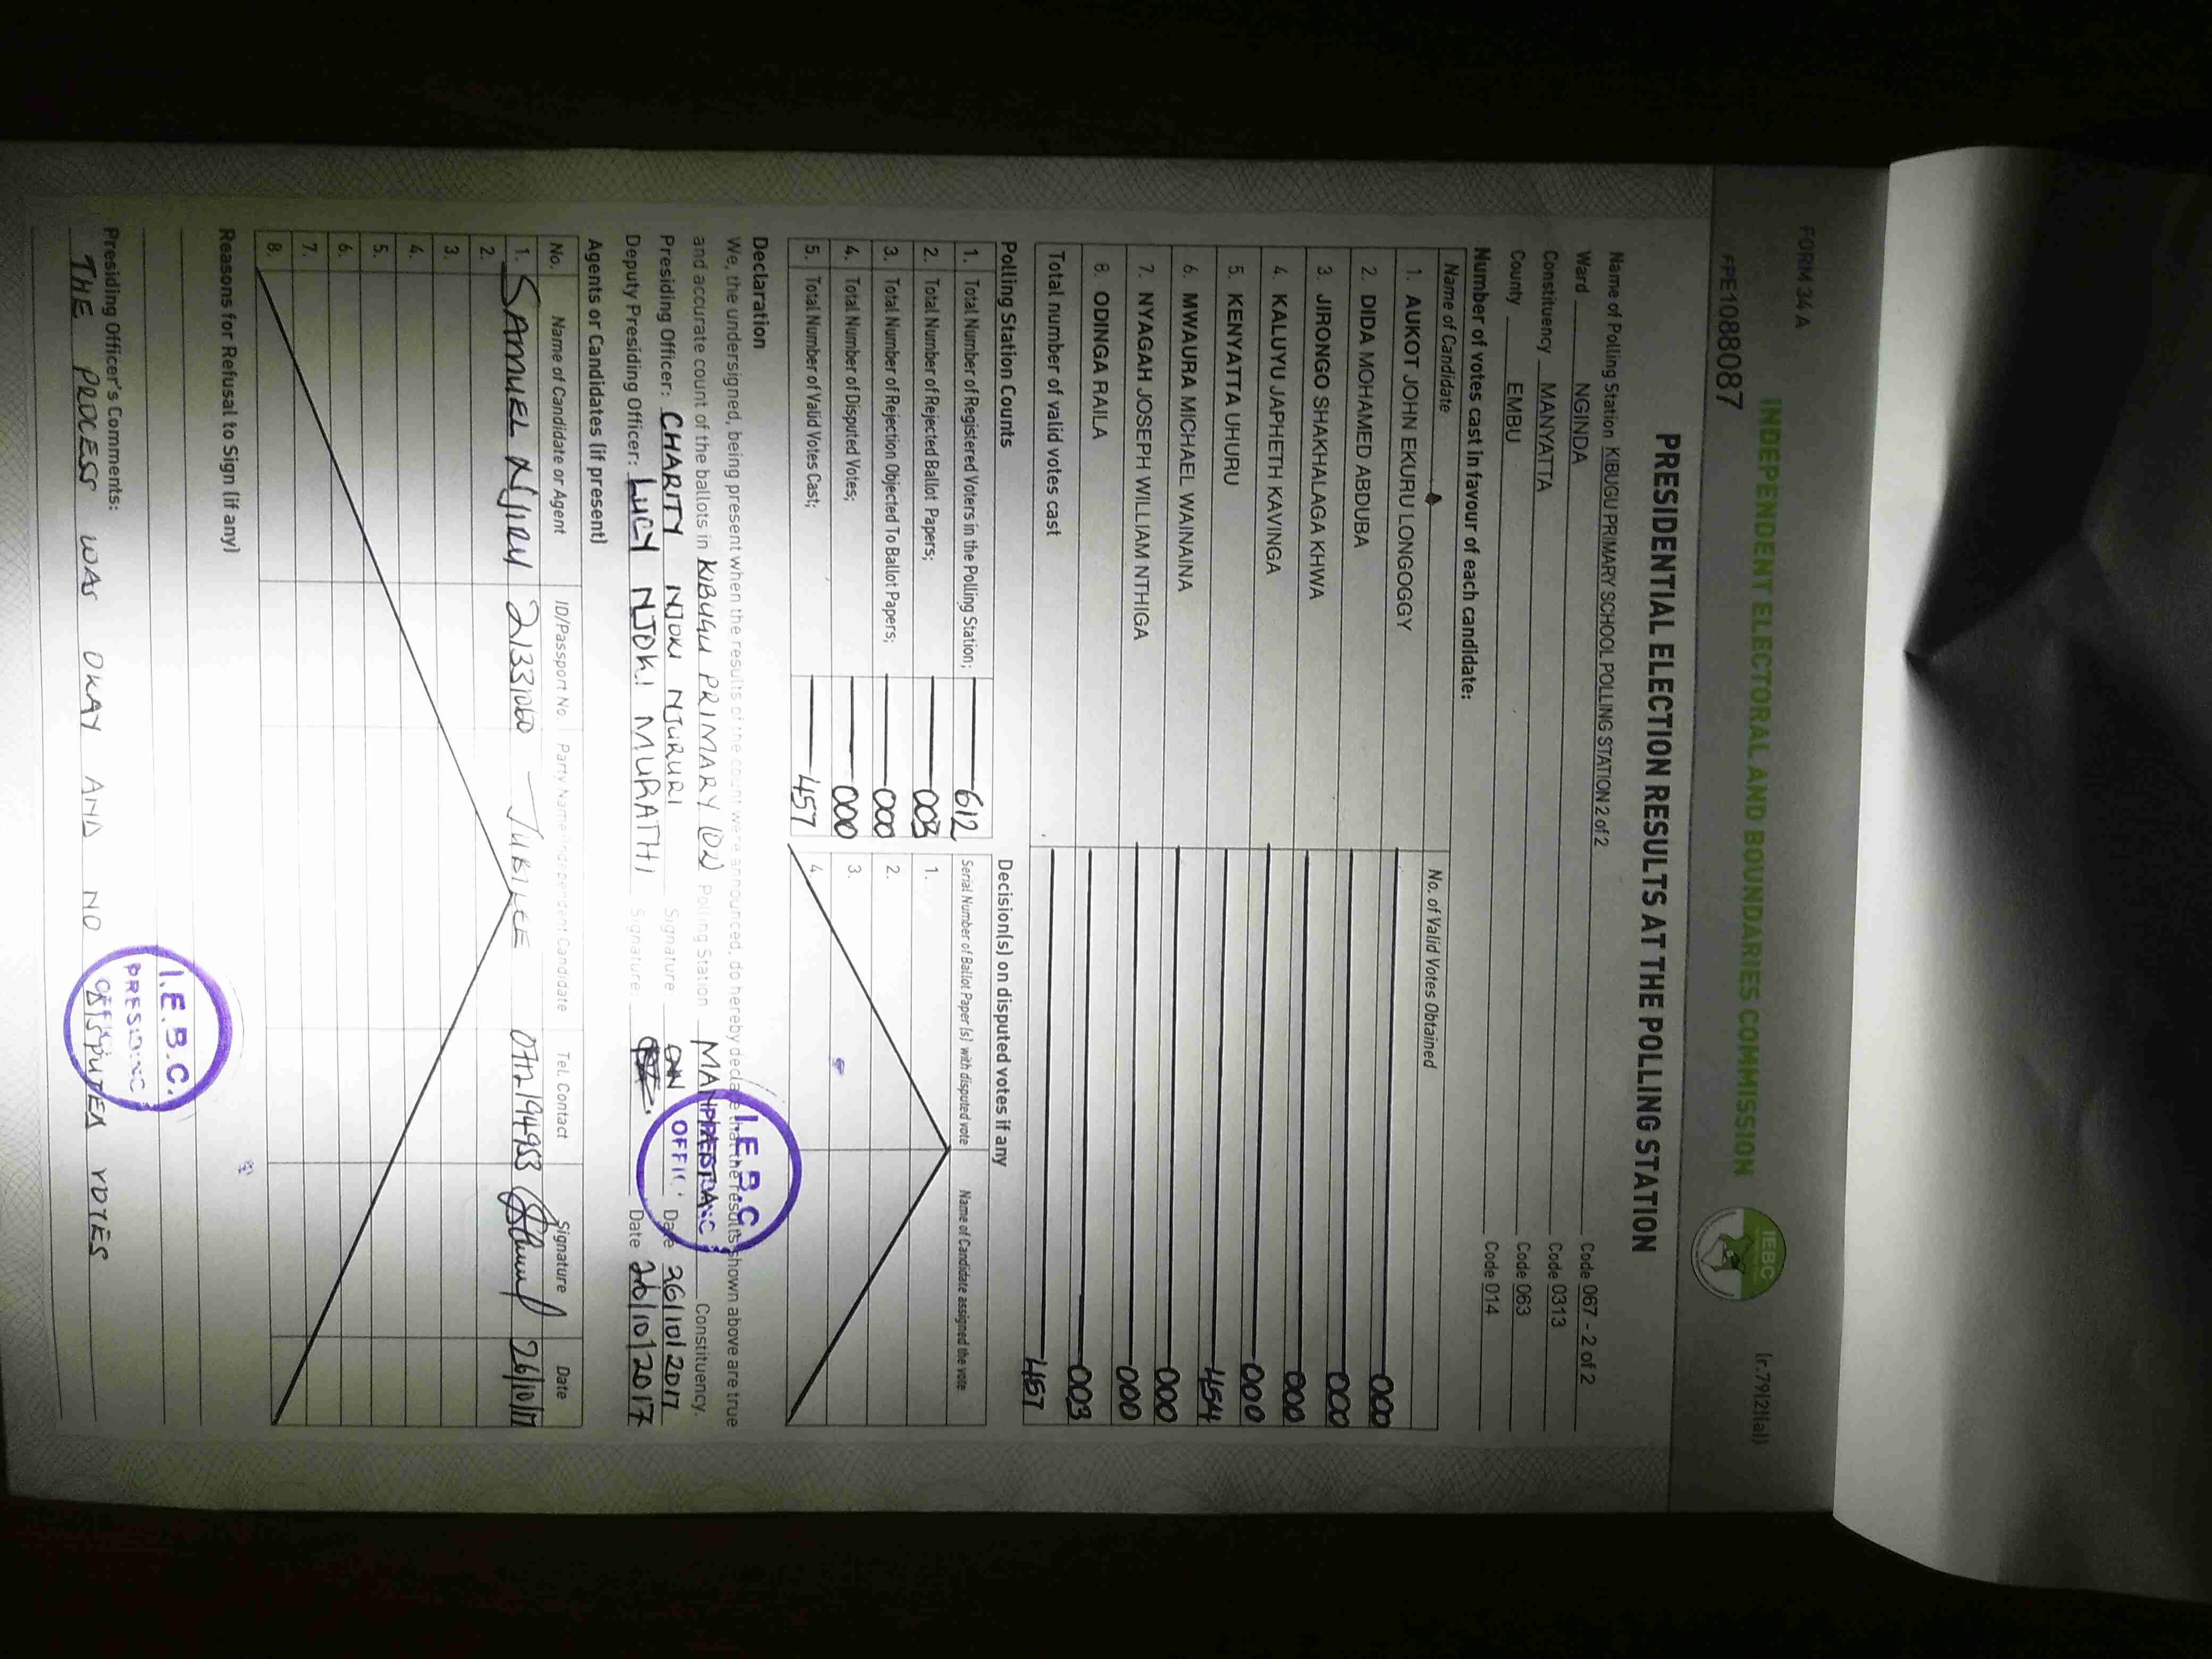 FORM 34 A
(r.79(2)(a))
INDEPENDENT ELECTORAL AND BOUNDARIES COMMISSION
IEBC
FPE1088087
PRESIDENTIAL ELECTION RESULTS AT THE POLLING STATION
Name of Polling Station KIBUGU PRIMARY SCHOOL POLLING STATION 2 of 2 Code 067 - 2 of 2
Ward NGINDA Code 0313
Constituency MANYATTA Code 063
County EMBU Code 014
Number of votes cast in favour of each candidate:
Name of Candidate No. of Valid Votes Obtained
1. AUKOT JOHN EKURU LONGOGGY 000
2. DIDA MOHAMED ABDUBA 000
3. JIRONGO SHAKHALAGA KHWA 000
4. KALUYU JAPHETH KAVINGA 000
5. KENYATTA UHURU 454
6. MWAURA MICHAEL WAINAINA 000
7. NYAGAH JOSEPH WILLIAM NTHIGA 000
8. ODINGA RAILA 003
Total number of valid votes cast 457
Polling Station Counts
1. Total Number of Registered Voters in the Polling Station; 612
2. Total Number of Rejected Ballot Papers; 003
3. Total Number of Rejection Objected To Ballot Papers; 000
4. Total Number of Disputed Votes; 000
5. Total Number of Valid Votes Cast; 457
Decision(s) on disputed votes if any
Serial Number of Ballot Paper (s) with disputed vote Name of Candidate assigned the vote
1.
2.
3.
4.
Declaration
We, the undersigned, being present when the results of the count were announced, do hereby declare that the results shown above are true
and accurate count of the ballots in KIBUGU PRIMARY (02) Polling Station MANYATTA Constituency.
Presiding Officer: CHARITY NJOKI NJURURI Signature: Date 26/10/2017
Deputy Presiding Officer: LUCY NJOKI MURATHI Signature: Date 26/10/2017
I.E.B.C.
PRESIDING
OFFIC
Agents or Candidates (if present)
No. Name of Candidate or Agent ID/Passport No. Party Name/Independent Candidate Tel. Contact Signature Date
1. SAMUEL NJIRU 21331060 JUBILEE 0712194953 26/10/17
2.
3.
4.
5.
6.
7.
8.
Reasons for Refusal to Sign (if any)
Presiding Officer's Comments:
THE PROCESS WAS OKAY AND NO DISPUTED VOTES
I.E.B.C.
PRESIDING